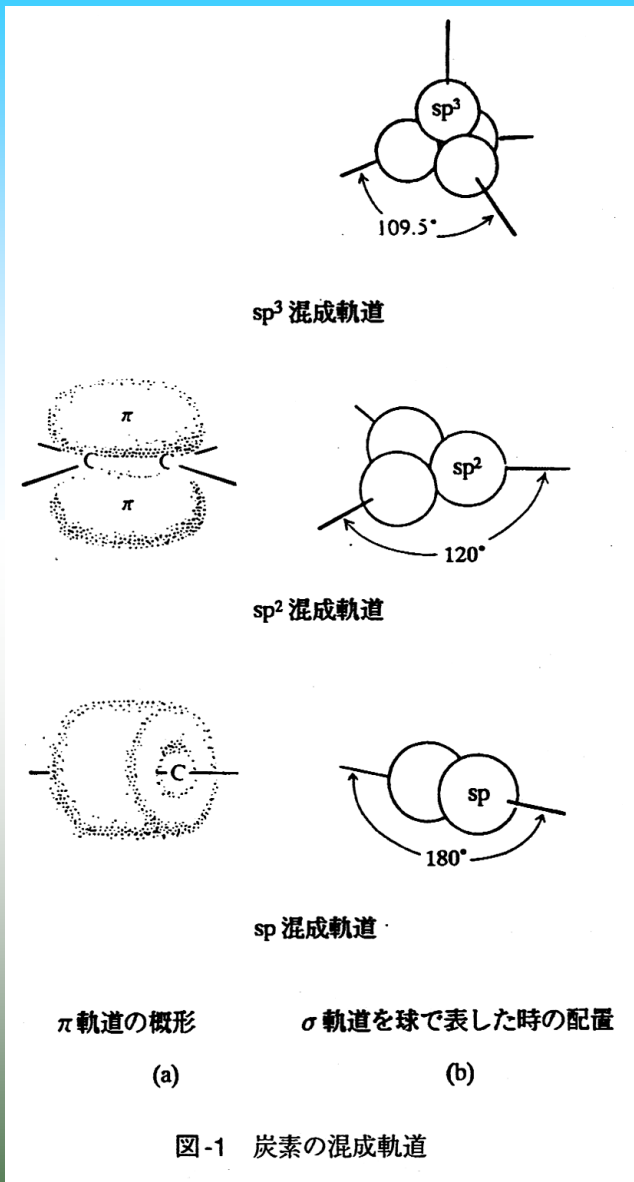 sp³
109.5°
sp³ 混成軌道
π
C C
π
sp²
120°
sp² 混成軌道
C
sp
180°
sp 混成軌道
π軌道の概形 σ軌道を球で表した時の配置
(a) (b)
図-1 炭素の混成軌道